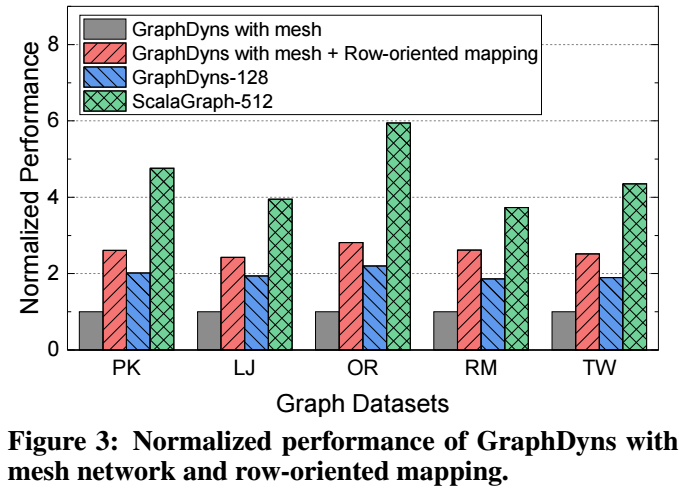 GraphDyns with mesh
GraphDyns with mesh + Row-oriented mapping
GraphDyns-128
ScalaGraph-512
Normalized Performance
8
6
4
2
0
PK LJ OR RM TW
Graph Datasets
Figure 3: Normalized performance of GraphDyns with
mesh network and row-oriented mapping.